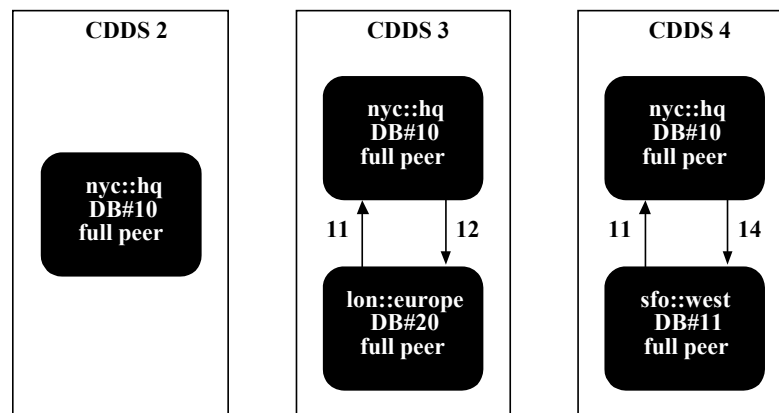 CDDS 2
nyc::hq
DB#10
full peer
CDDS 3
nyc::hq
DB#10
full peer
11
12
lon::europe
DB#20
full peer
CDDS 4
nyc::hq
DB#10
full peer
11
14
sfo::west
DB#11
full peer